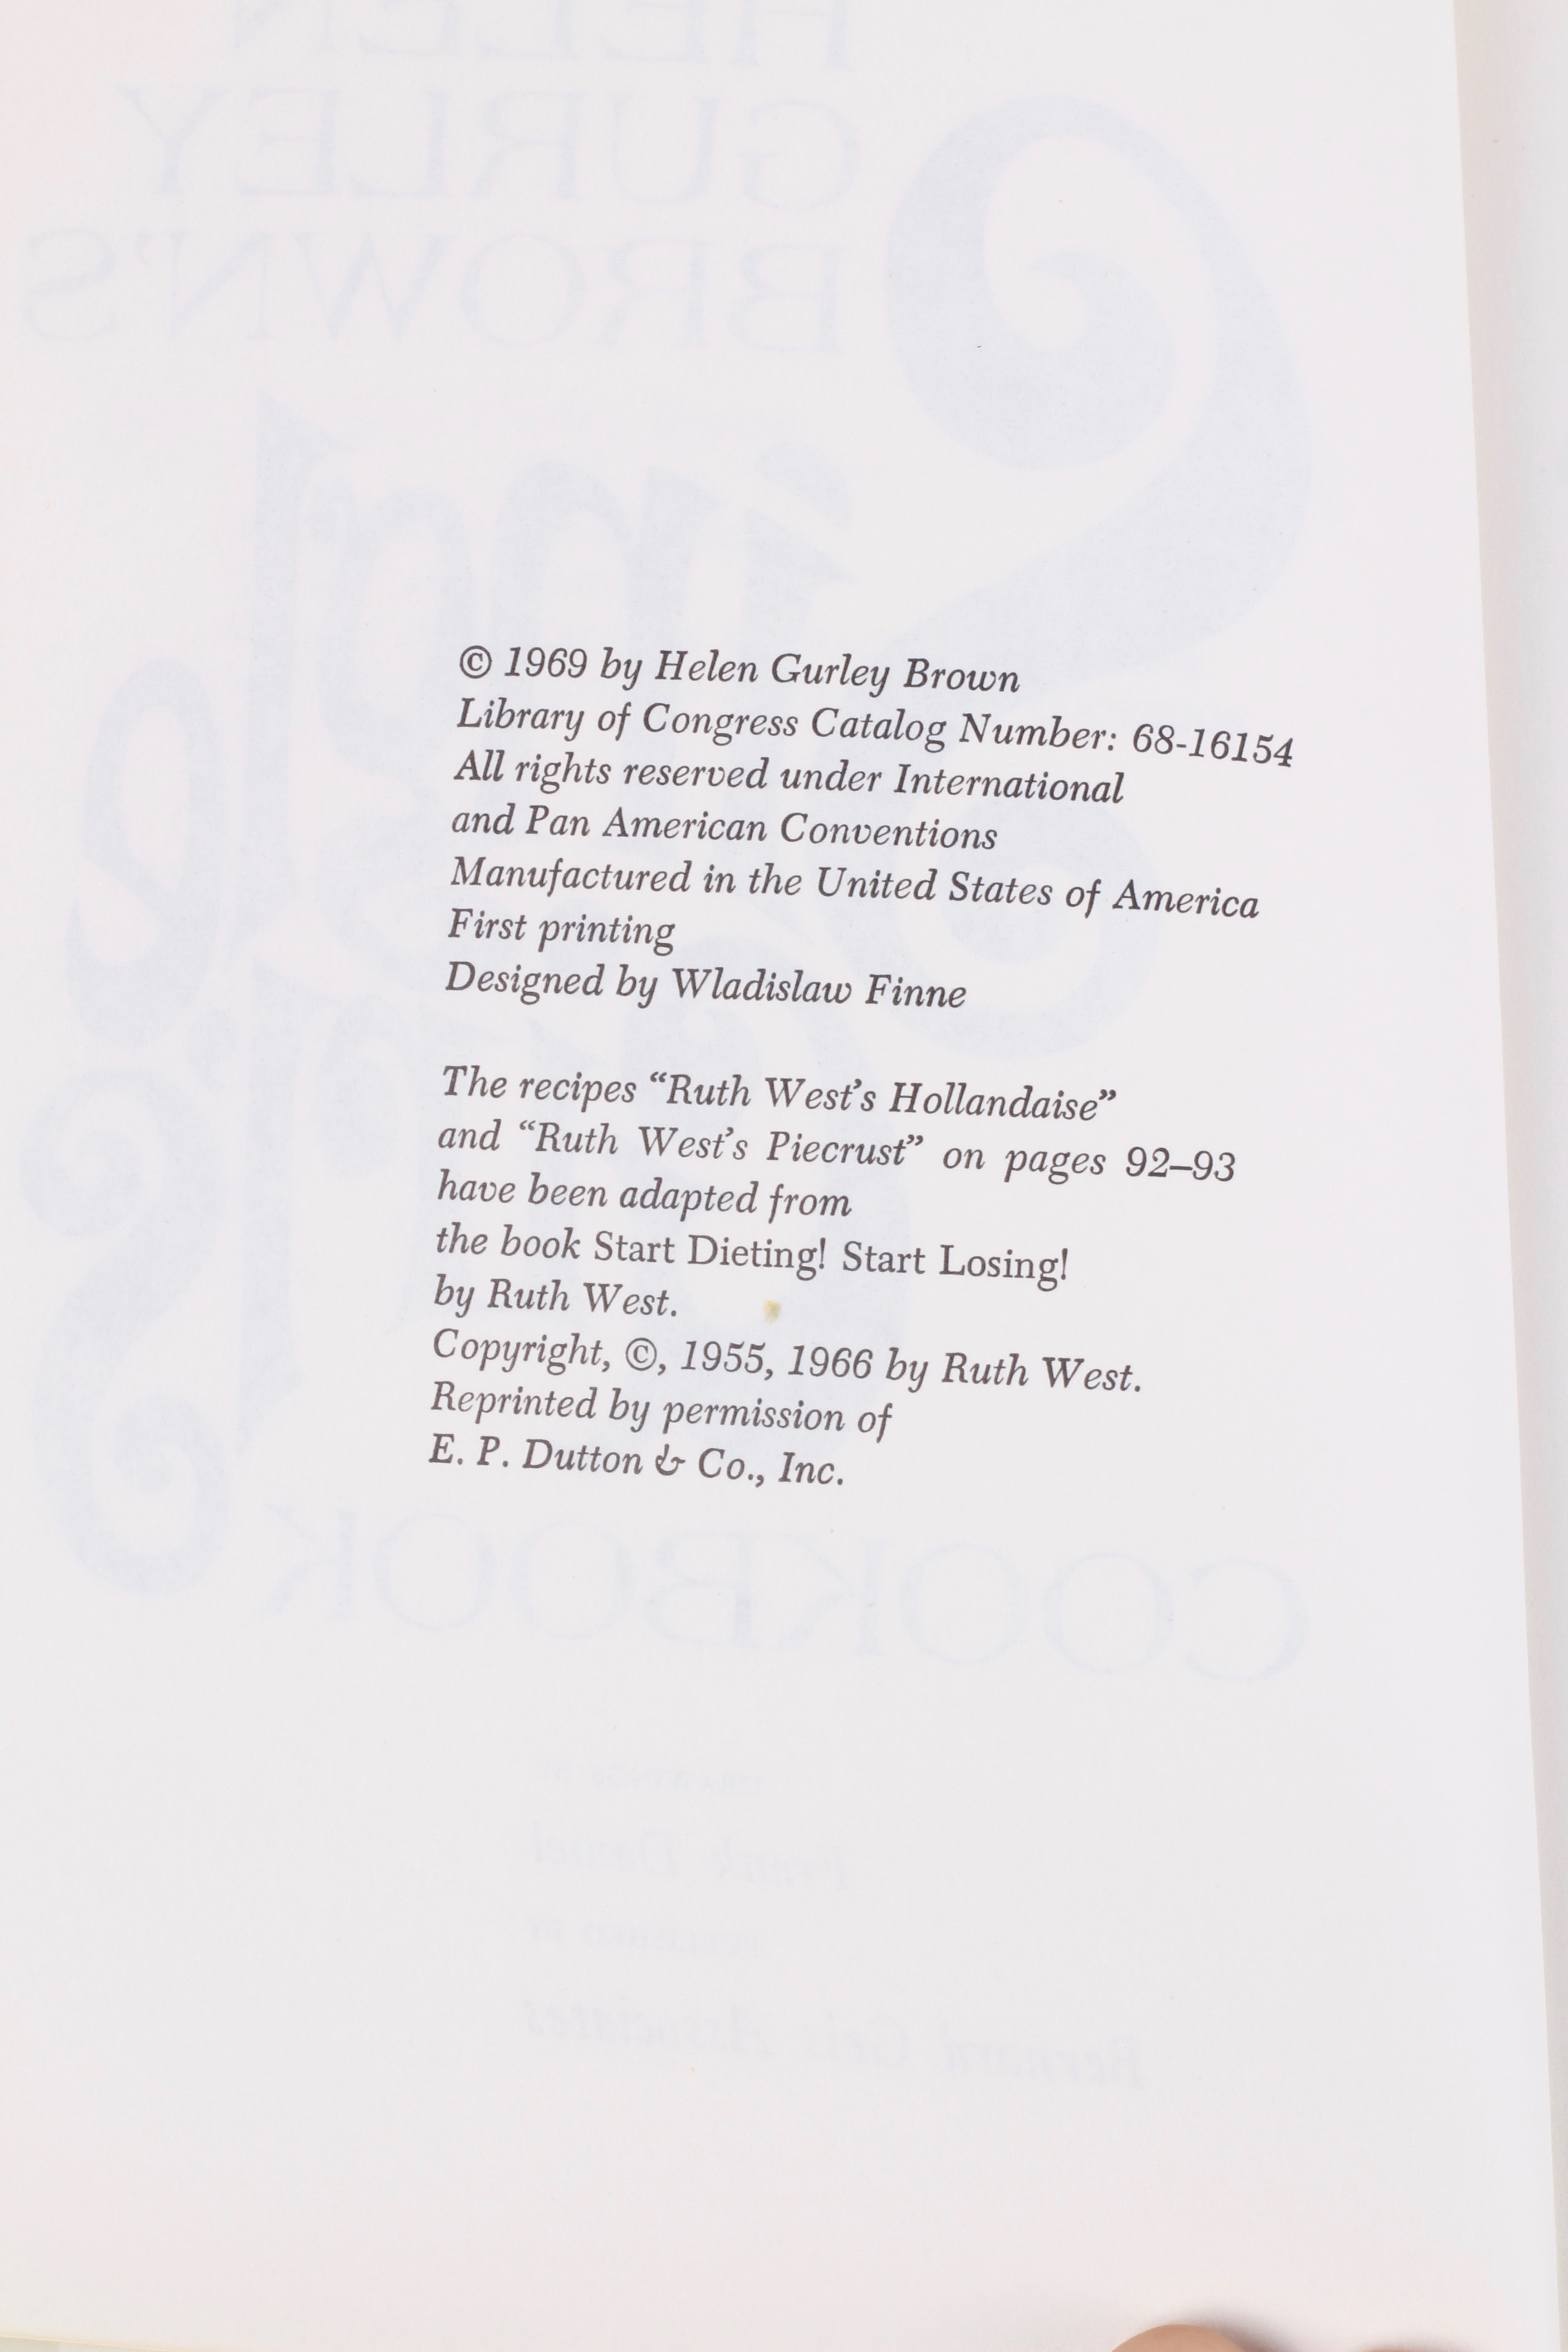 © 1969 by Helen Gurley Brown
Library of Congress Catalog Number: 68-16154
All rights reserved under International
and Pan American Conventions
Manufactured in the United States of America
First printing
Designed by Wladislaw Finne
The recipes “Ruth West’s Hollandaise”
and “Ruth West’s Piecrust” on pages 92–93
have been adapted from
the book Start Dieting! Start Losing!
by Ruth West.
Copyright, ©, 1955, 1966 by Ruth West.
Reprinted by permission of
E. P. Dutton & Co., Inc.